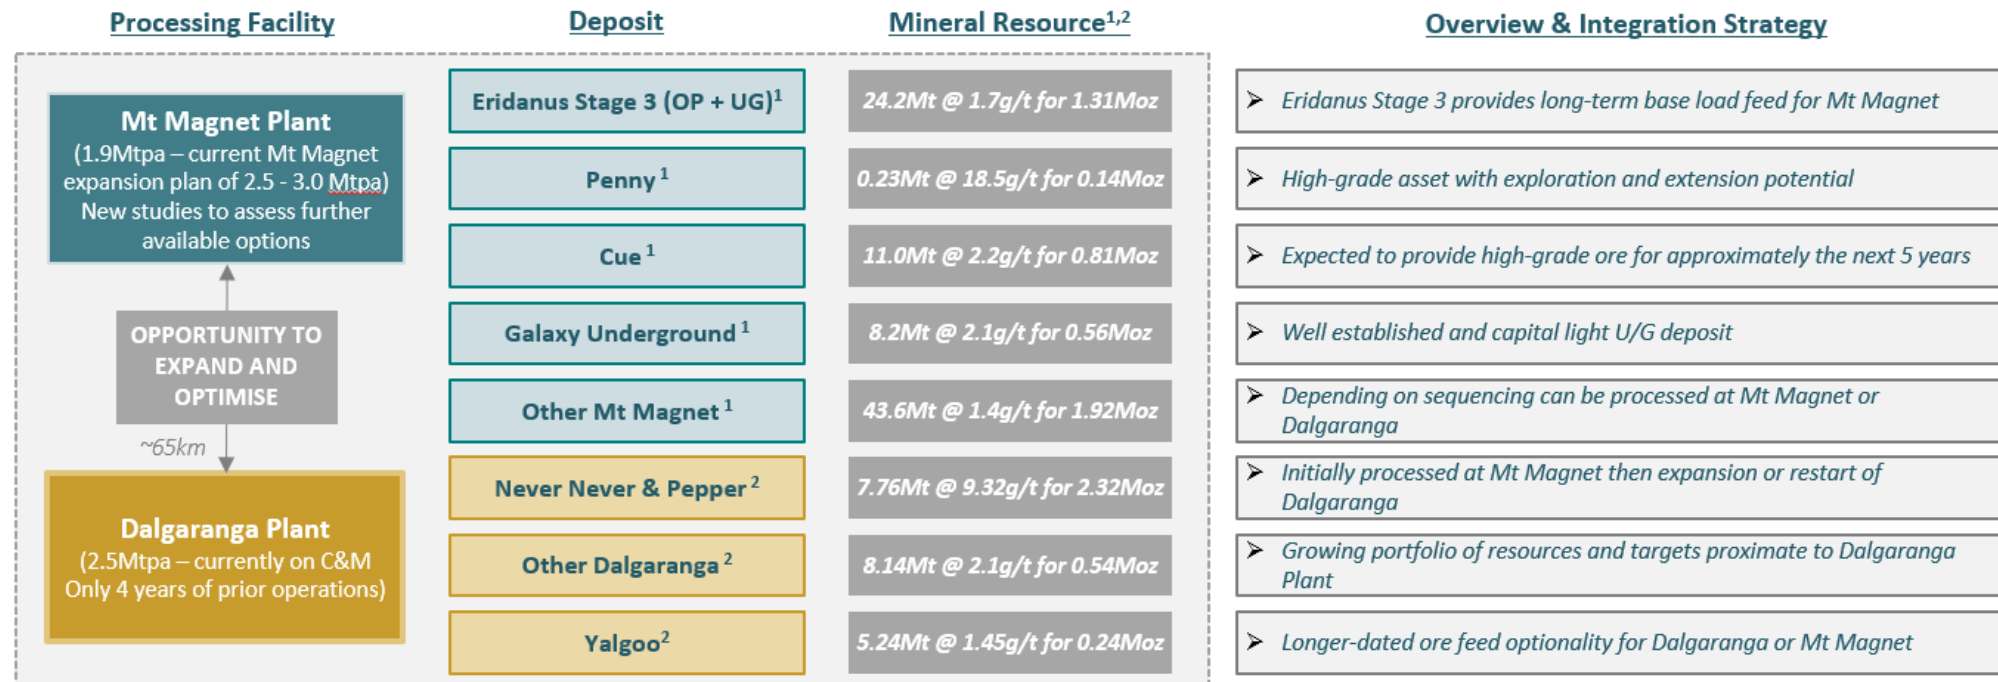 Processing Facility
Deposit
Mineral Resource1,2
Overview & Integration Strategy
Mt Magnet Plant
(1.9Mtpa – current Mt Magnet
expansion plan of 2.5 - 3.0 Mtpa)
New studies to assess further
available options
OPPORTUNITY TO
EXPAND AND
OPTIMISE
~65km
Dalgaranga Plant
(2.5Mtpa – currently on C&M
Only 4 years of prior operations)
Eridanus Stage 3 (OP + UG)1
24.2Mt @ 1.7g/t for 1.31Moz
➢ Eridanus Stage 3 provides long-term base load feed for Mt Magnet
Penny 1
0.23Mt @ 18.5g/t for 0.14Moz
➢ High-grade asset with exploration and extension potential
Cue 1
11.0Mt @ 2.2g/t for 0.81Moz
➢ Expected to provide high-grade ore for approximately the next 5 years
Galaxy Underground 1
8.2Mt @ 2.1g/t for 0.56Moz
➢ Well established and capital light U/G deposit
Other Mt Magnet 1
43.6Mt @ 1.4g/t for 1.92Moz
➢ Depending on sequencing can be processed at Mt Magnet or
Dalgaranga
Never Never & Pepper 2
7.76Mt @ 9.32g/t for 2.32Moz
➢ Initially processed at Mt Magnet then expansion or restart of
Dalgaranga
Other Dalgaranga 2
8.14Mt @ 2.1g/t for 0.54Moz
➢ Growing portfolio of resources and targets proximate to Dalgaranga
Plant
Yalgoo2
5.24Mt @ 1.45g/t for 0.24Moz
➢ Longer-dated ore feed optionality for Dalgaranga or Mt Magnet